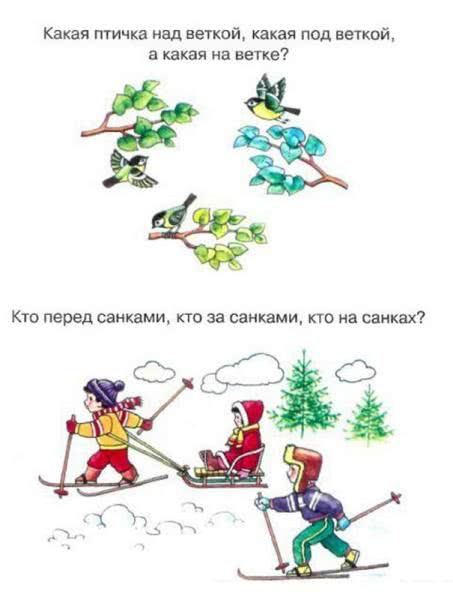 Какая птичка над веткой, какая под веткой,
а какая на ветке?
Кто перед санками, кто за санками, кто на санках?